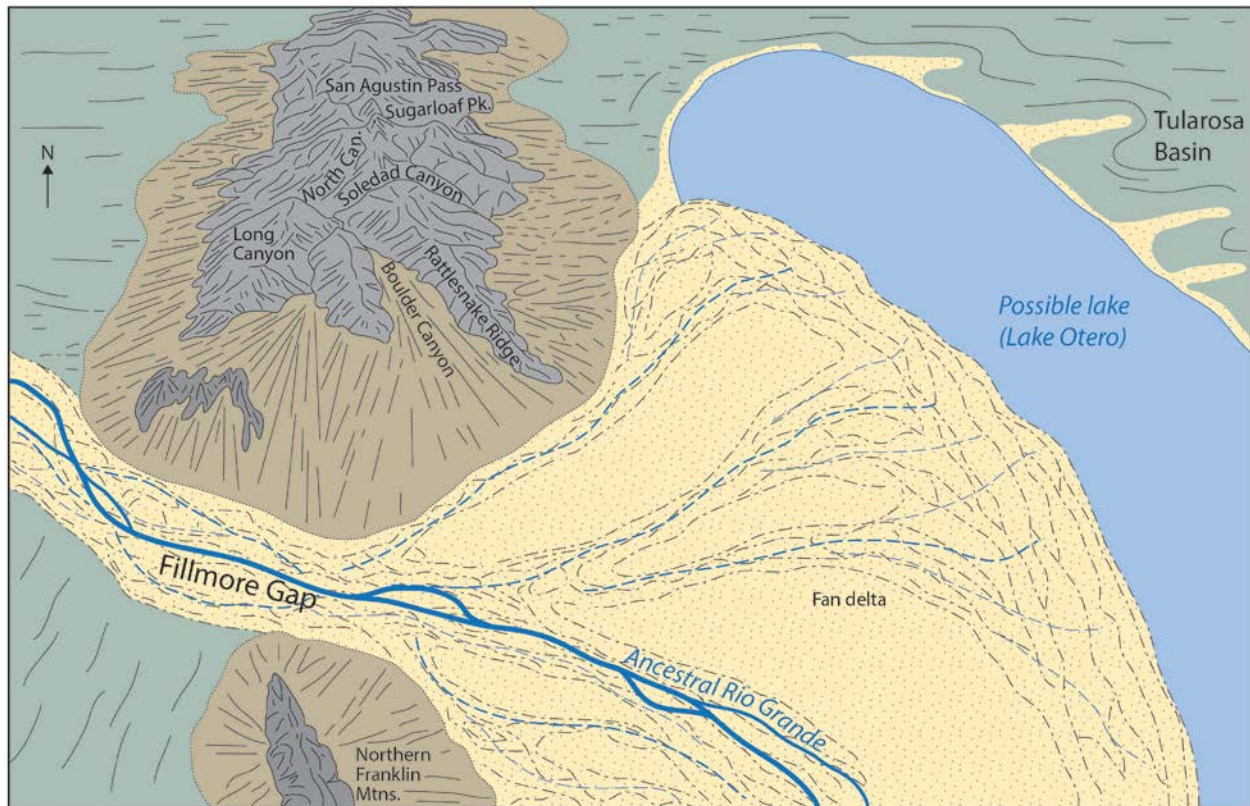 San Agustin Pass
Sugarloaf Pk.
Tularosa
Basin
N
North Can.
Soledad Canyon
Long
Canyon
Rattlesnake Ridge
Boulder Canyon
Possible lake
(Lake Otero)
Fillmore Gap
Fan delta
Ancestral Rio Grande
Northern
Franklin
Mtns.